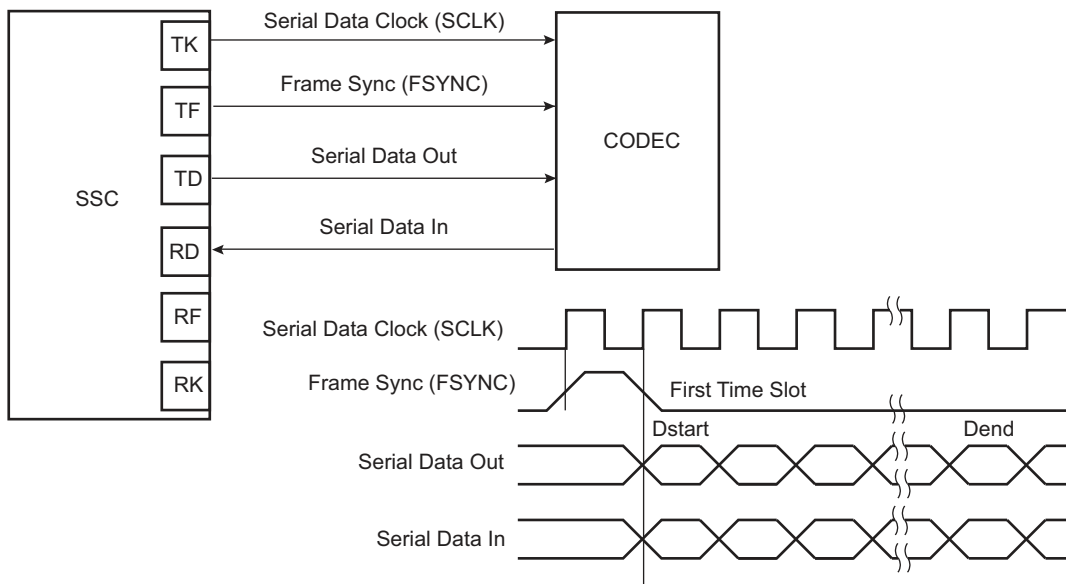 Serial Data Clock (SCLK)
TK
Frame Sync (FSYNC)
TF
CODEC
Serial Data Out
TD
SSC
Serial Data In
RD
RF
Serial Data Clock (SCLK)
RK
Frame Sync (FSYNC)
First Time Slot
Dstart
Dend
Serial Data Out
Serial Data In